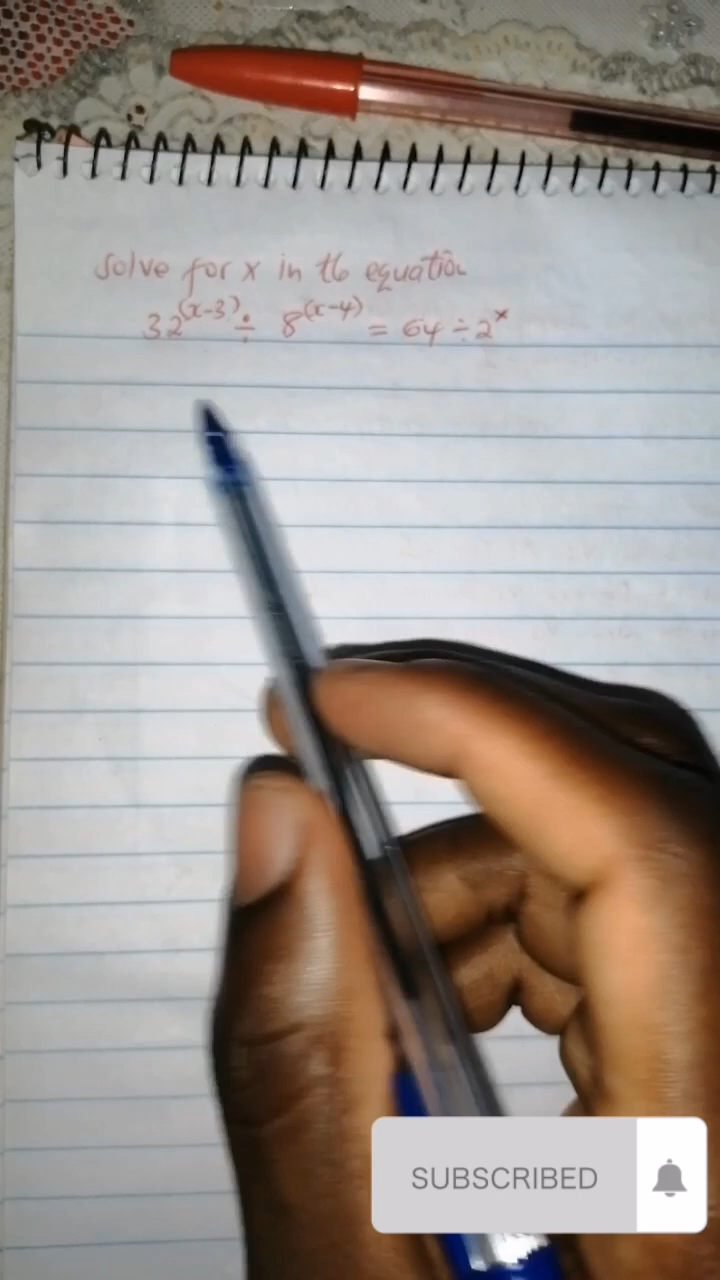 Solve for x in the equation
32^(x-3) ÷ 8^(x-4) = 64 ÷ 2^x
SUBSCRIBED